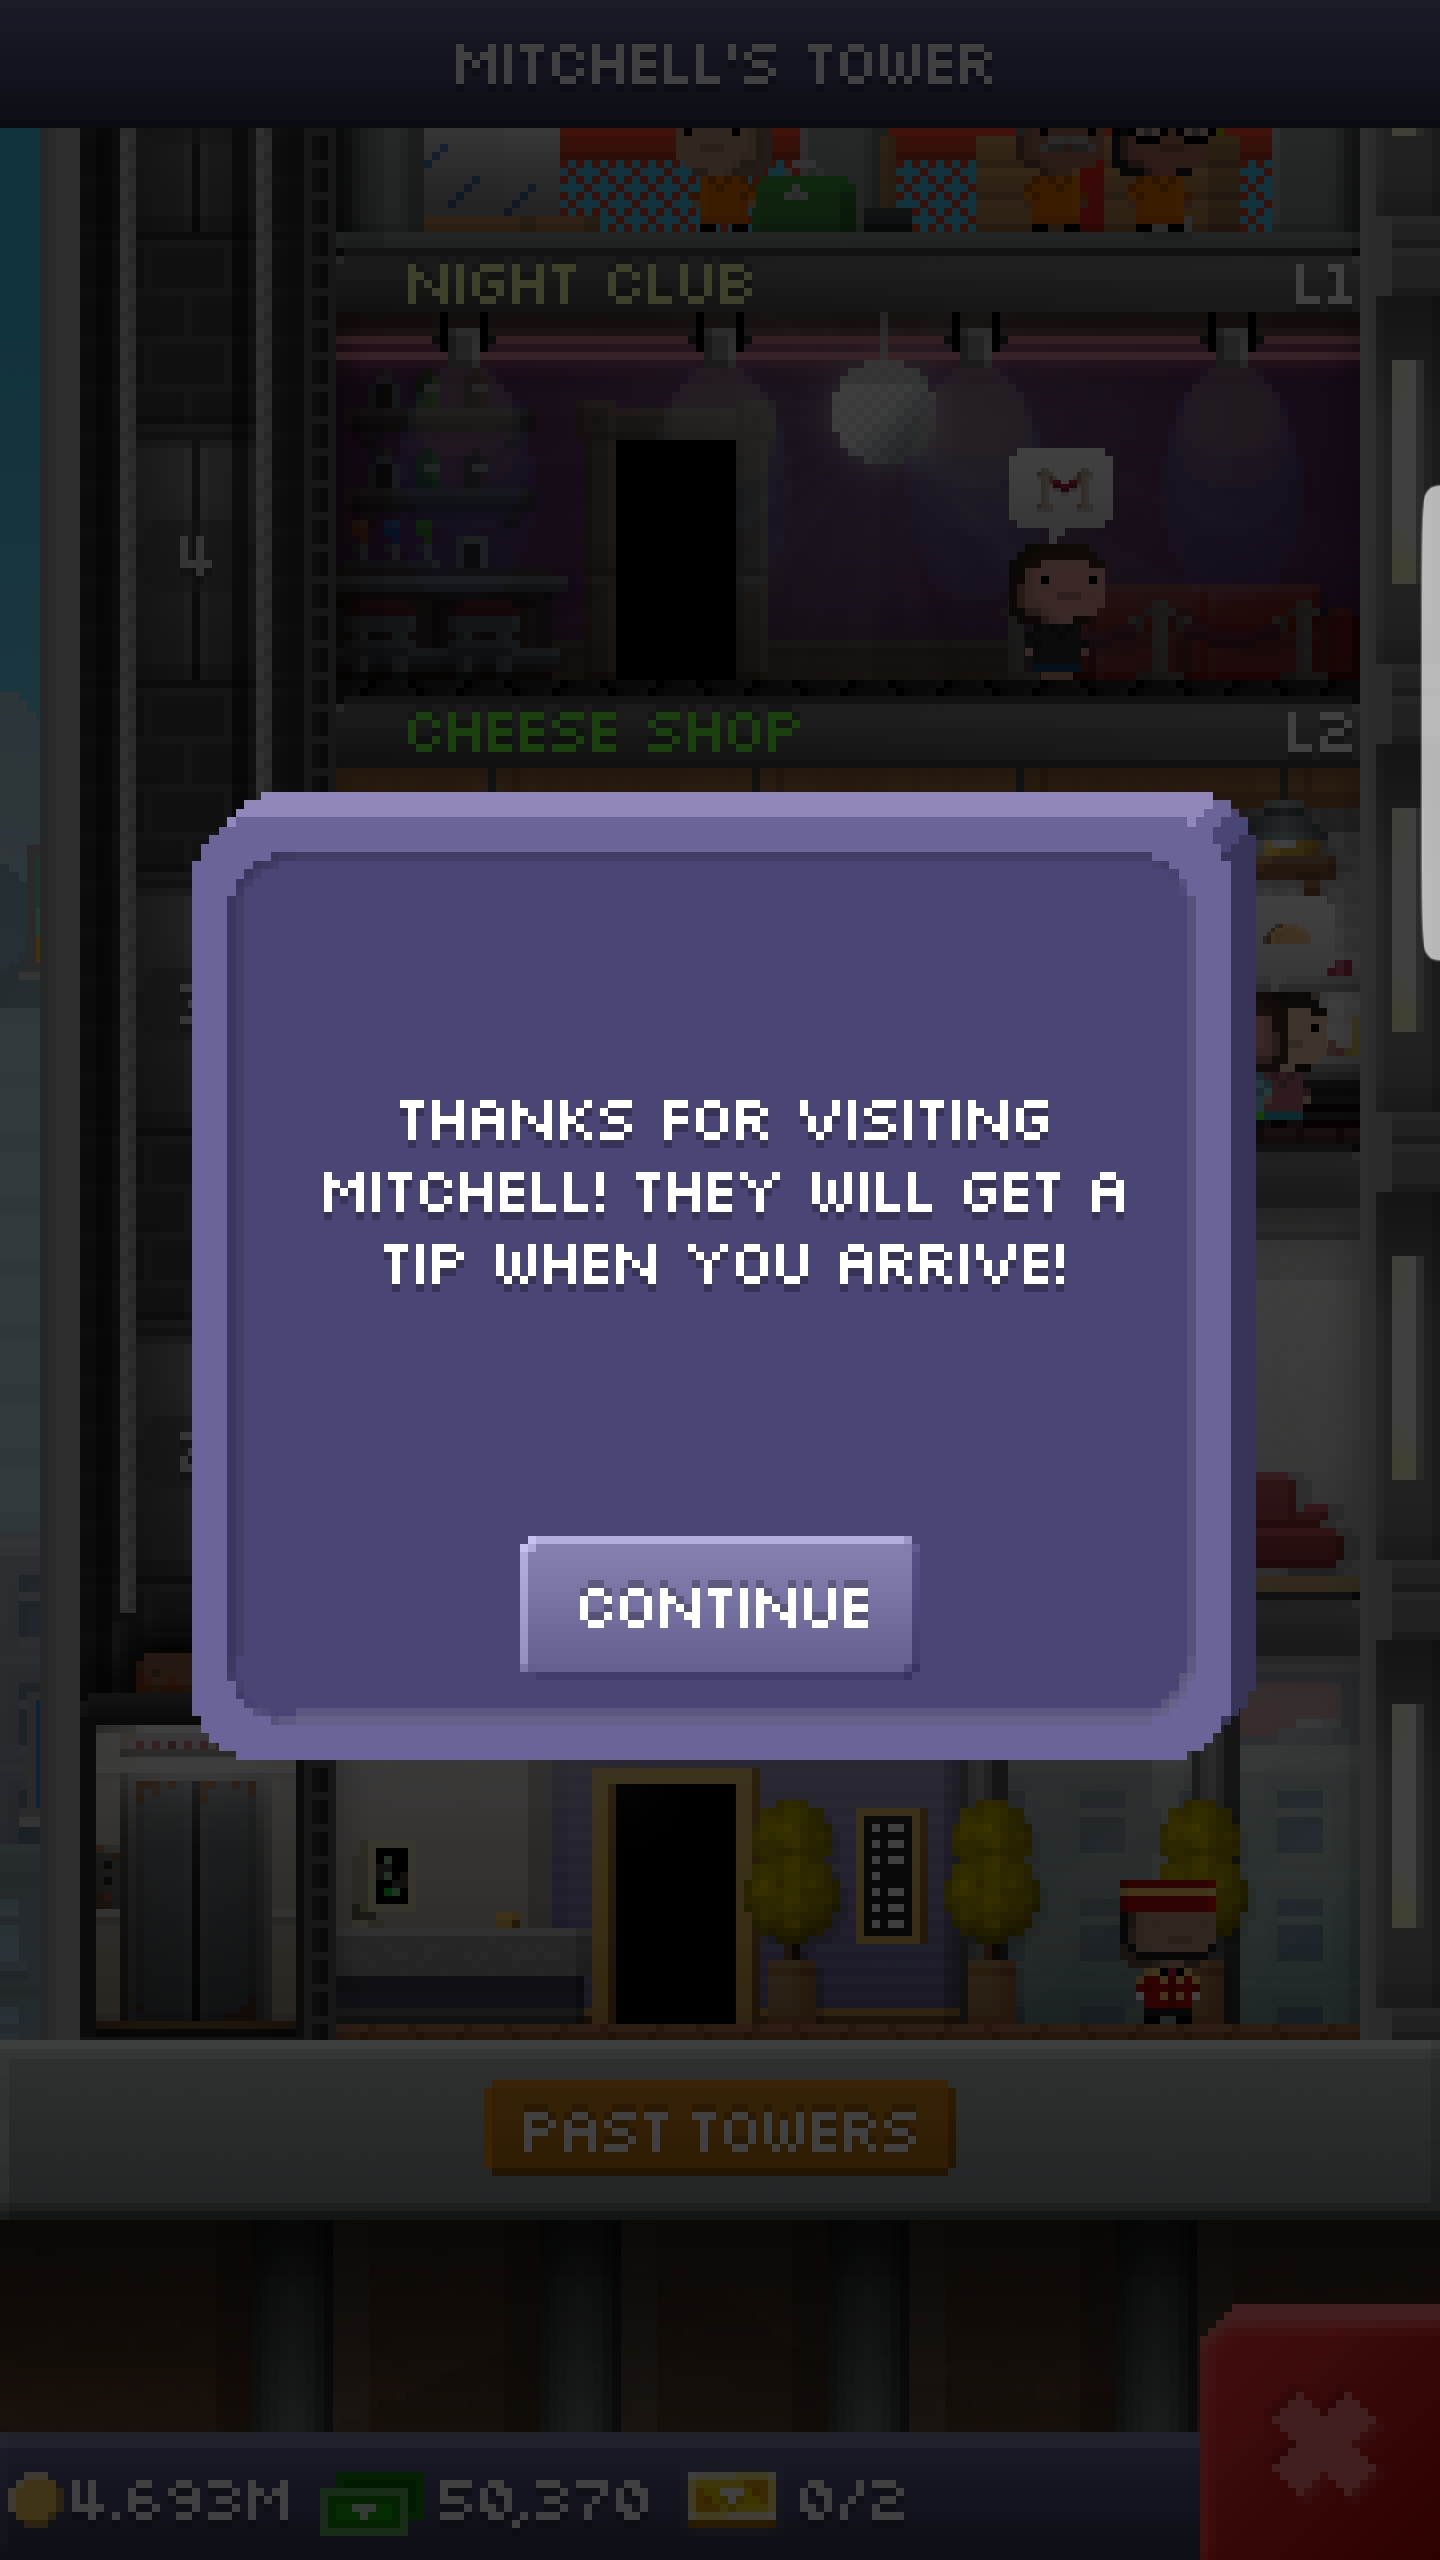 MITCHELL'S TOWER
NIGHT CLUB L1
M
4
CHEESE SHOP L2
THANKS FOR VISITING
MITCHELL! THEY WILL GET A
TIP WHEN YOU ARRIVE!
CONTINUE
PAST TOWERS
4.693M 50,370 0/2